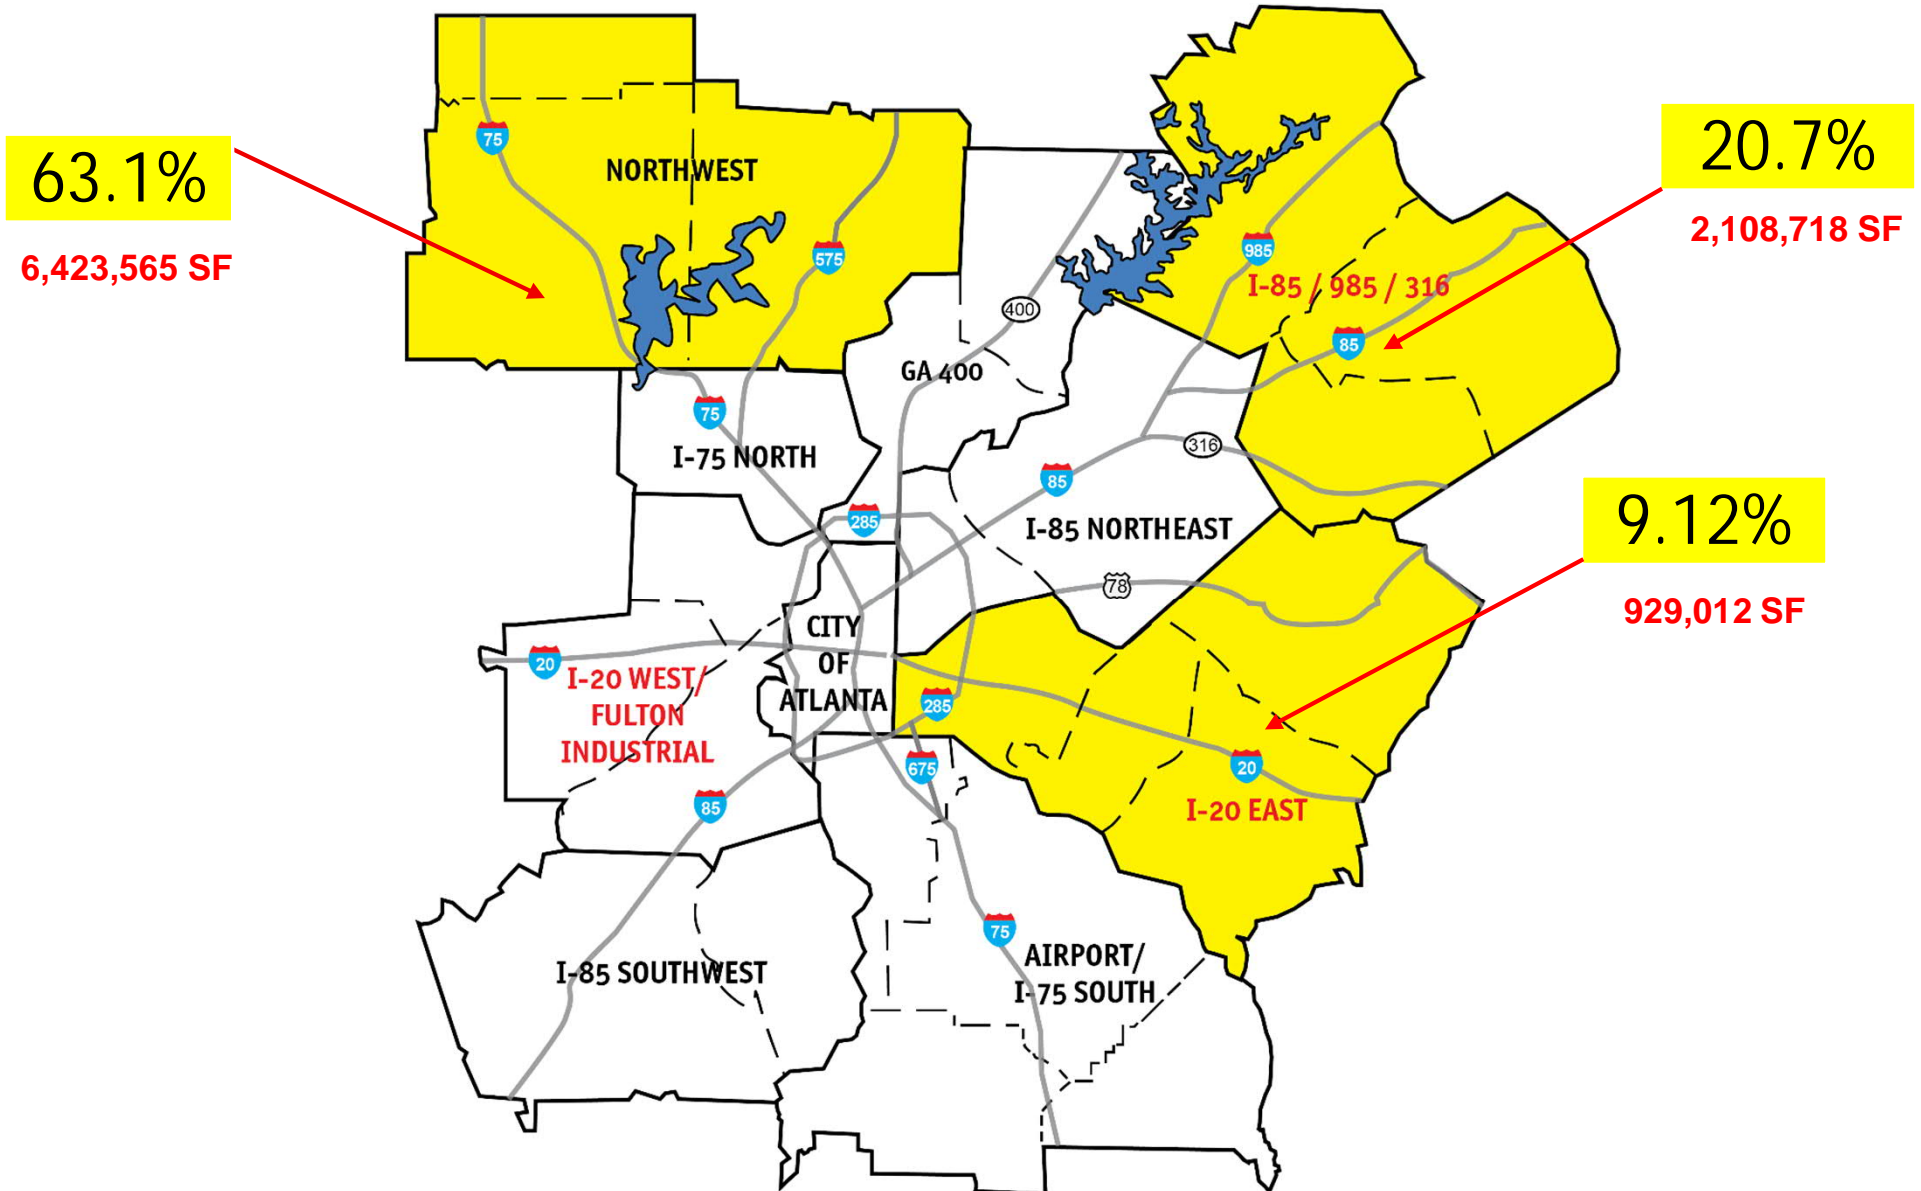 63.1%
6,423,565 SF
20.7%
2,108,718 SF
9.12%
929,012 SF
75
NORTHWEST
575
985
I-85 / 985 / 316
85
400
GA 400
75
I-75 NORTH
316
85
285
I-85 NORTHEAST
78
CITY
OF
ATLANTA
20
I-20 WEST/
FULTON
INDUSTRIAL
285
675
20
I-20 EAST
85
75
AIRPORT/
I-75 SOUTH
I-85 SOUTHWEST